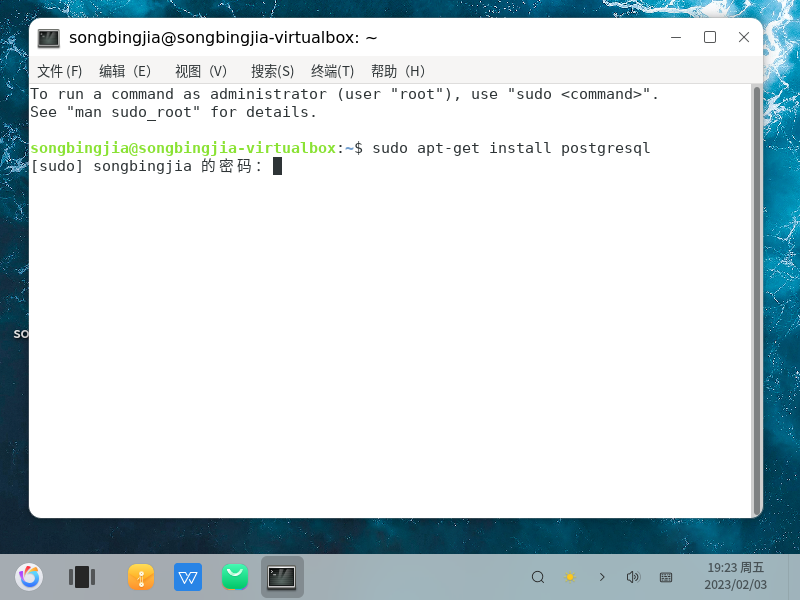 songbingjia@songbingjia-virtualbox: ~
文件 (F) 编辑（E） 视图（V） 搜索(S) 终端(T) 帮助（H）
To run a command as administrator (user "root"), use "sudo <command>".
See "man sudo_root" for details.
songbingjia@songbingjia-virtualbox:~$ sudo apt-get install postgresql
[sudo] songbingjia 的密码：
so
19:23 周五
2023/02/03